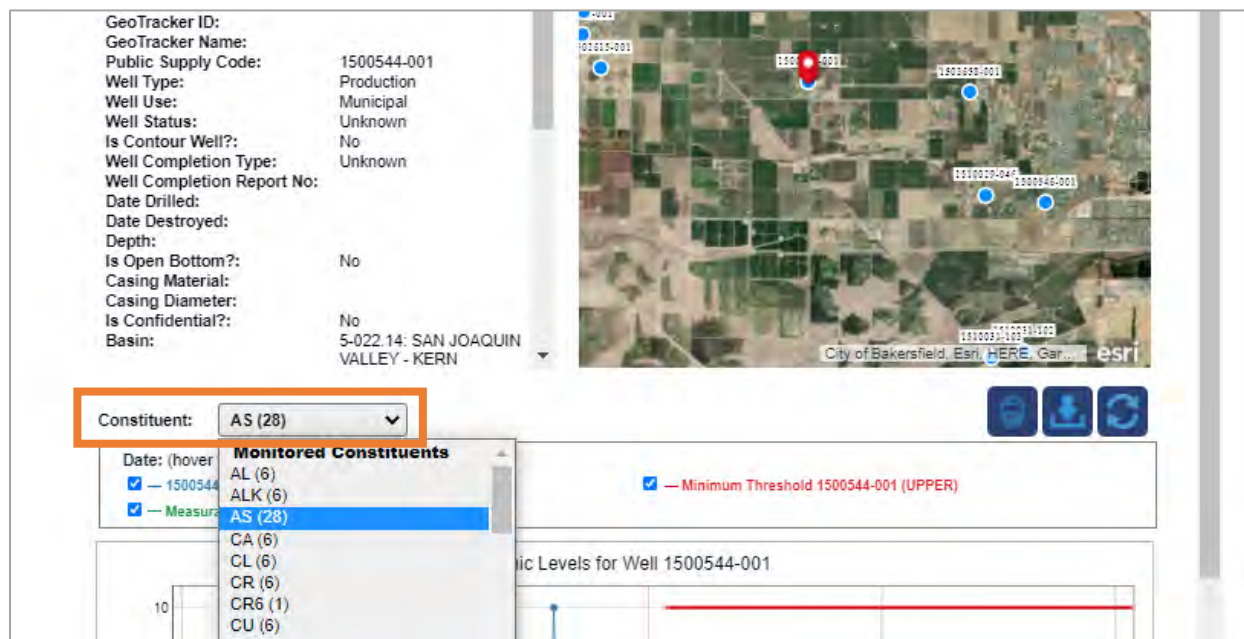 GeoTracker ID:
GeoTracker Name:
Public Supply Code: 1500544-001
Well Type: Production
Well Use: Municipal
Well Status: Unknown
Is Contour Well?: No
Well Completion Type: Unknown
Well Completion Report No:
Date Drilled:
Date Destroyed:
Depth:
Is Open Bottom?: No
Casing Material:
Casing Diameter:
Is Confidential?: No
Basin: 5-022.14: SAN JOAQUIN
VALLEY - KERN
-001
02615-001
1503658-001
1500546-001
City of Bakersfield, Esri, HERE, Gar...
esri
Constituent: AS (28)
Monitored Constituents
AL (6)
ALK (6)
AS (28)
CA (6)
CL (6)
CR (6)
CR6 (1)
CU (6)
Date: (hover
1500544
Minimum Threshold 1500544-001 (UPPER)
Measura
ic Levels for Well 1500544-001
10